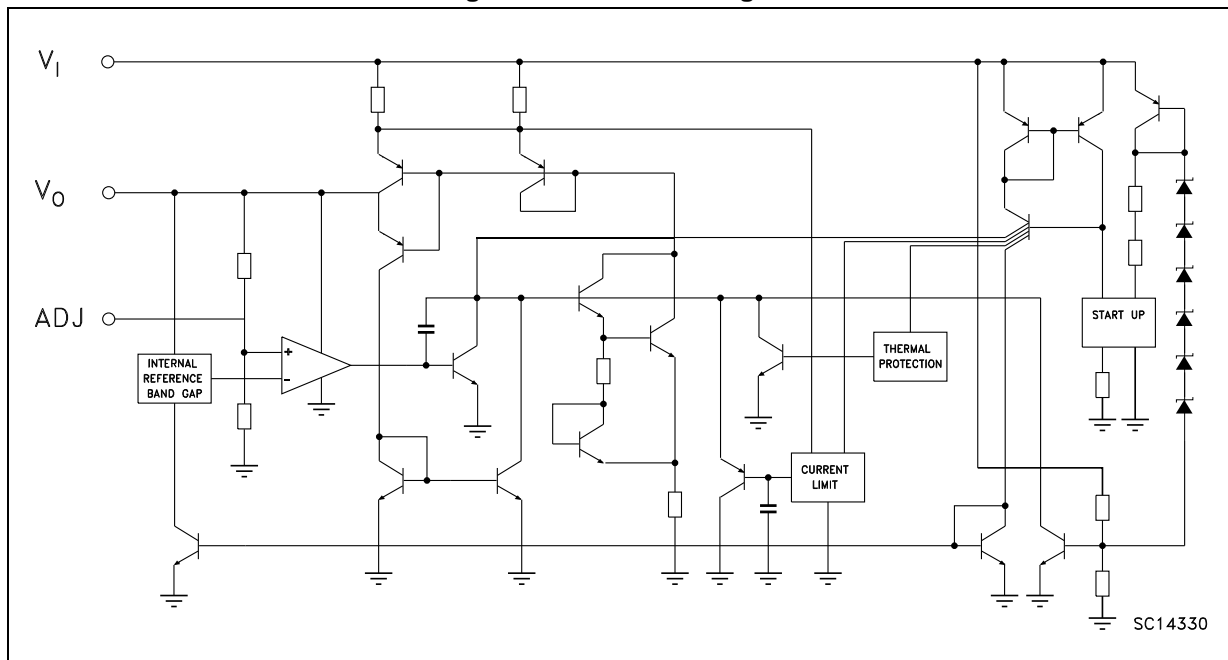 V_I
V_O
ADJ
+
−
INTERNAL
REFERENCE
BAND GAP
START UP
THERMAL
PROTECTION
CURRENT
LIMIT
SC14330